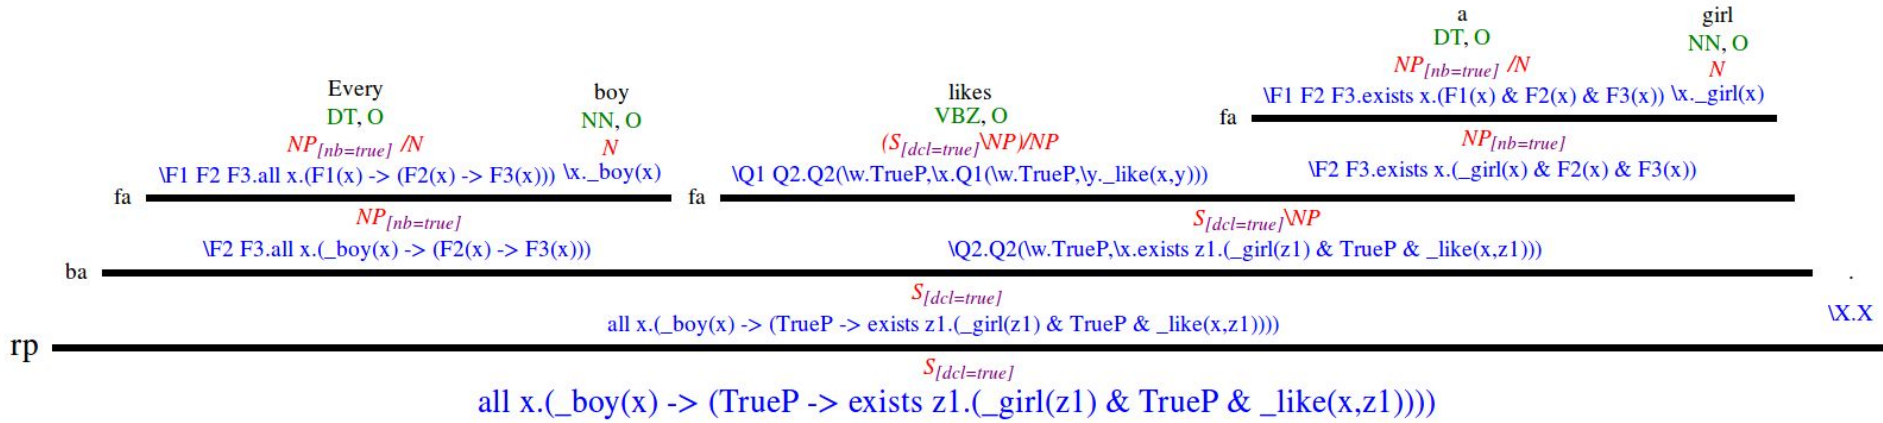 a girl
DT, O NN, O
NP[nb=true] /N N
Every boy likes
\F1 F2 F3.exists x.(F1(x) & F2(x) & F3(x)) \x._girl(x)
DT, O NN, O VBZ, O fa
NP[nb=true] /N N (S[dcl=true]\NP)/NP NP[nb=true]
\F1 F2 F3.all x.(F1(x) -> (F2(x) -> F3(x))) \x._boy(x) \Q1 Q2.Q2(\w.TrueP,\x.Q1(\w.TrueP,\y._like(x,y))) \F2 F3.exists x.(_girl(x) & F2(x) & F3(x))
fa fa
NP[nb=true] S[dcl=true]\NP
\F2 F3.all x.(_boy(x) -> (F2(x) -> F3(x))) \Q2.Q2(\w.TrueP,\x.exists z1.(_girl(z1) & TrueP & _like(x,z1)))
ba .
S[dcl=true]
all x.(_boy(x) -> (TrueP -> exists z1.(_girl(z1) & TrueP & _like(x,z1)))) \X.X
rp
S[dcl=true]
all x.(_boy(x) -> (TrueP -> exists z1.(_girl(z1) & TrueP & _like(x,z1))))